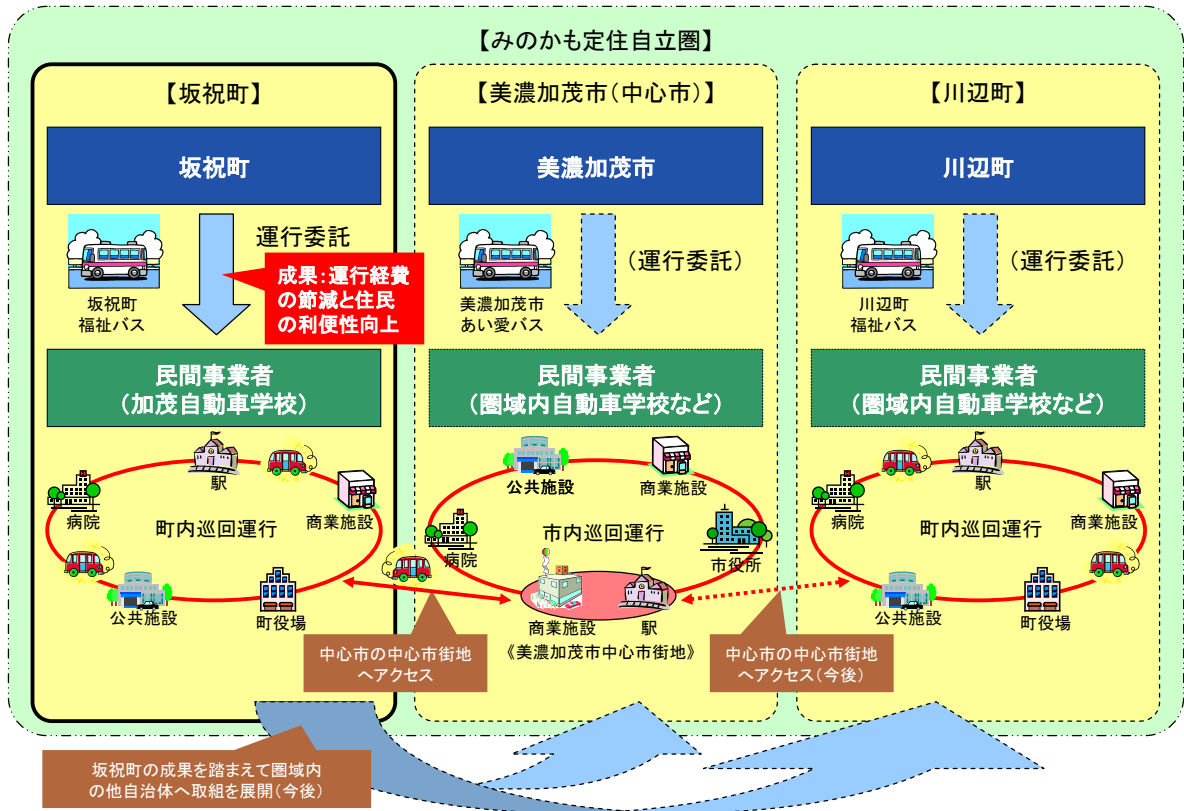 【みのかも定住自立圏】
【坂祝町】
坂祝町
坂祝町
福祉バス
運行委託
成果:運行経費
の節減と住民
の利便性向上
民間事業者
(加茂自動車学校)
駅
病院
商業施設
町内巡回運行
公共施設
町役場
【美濃加茂市(中心市)】
美濃加茂市
美濃加茂市
あい愛バス
(運行委託)
民間事業者
(圏域内自動車学校など)
公共施設
商業施設
病院
市内巡回運行
市役所
商業施設
駅
《美濃加茂市中心市街地》
【川辺町】
川辺町
川辺町
福祉バス
(運行委託)
民間事業者
(圏域内自動車学校など)
駅
病院
商業施設
町内巡回運行
公共施設
町役場
中心市の中心市街地
へアクセス
中心市の中心市街地
へアクセス(今後)
坂祝町の成果を踏まえて圏域内
の他自治体へ取組を展開(今後)